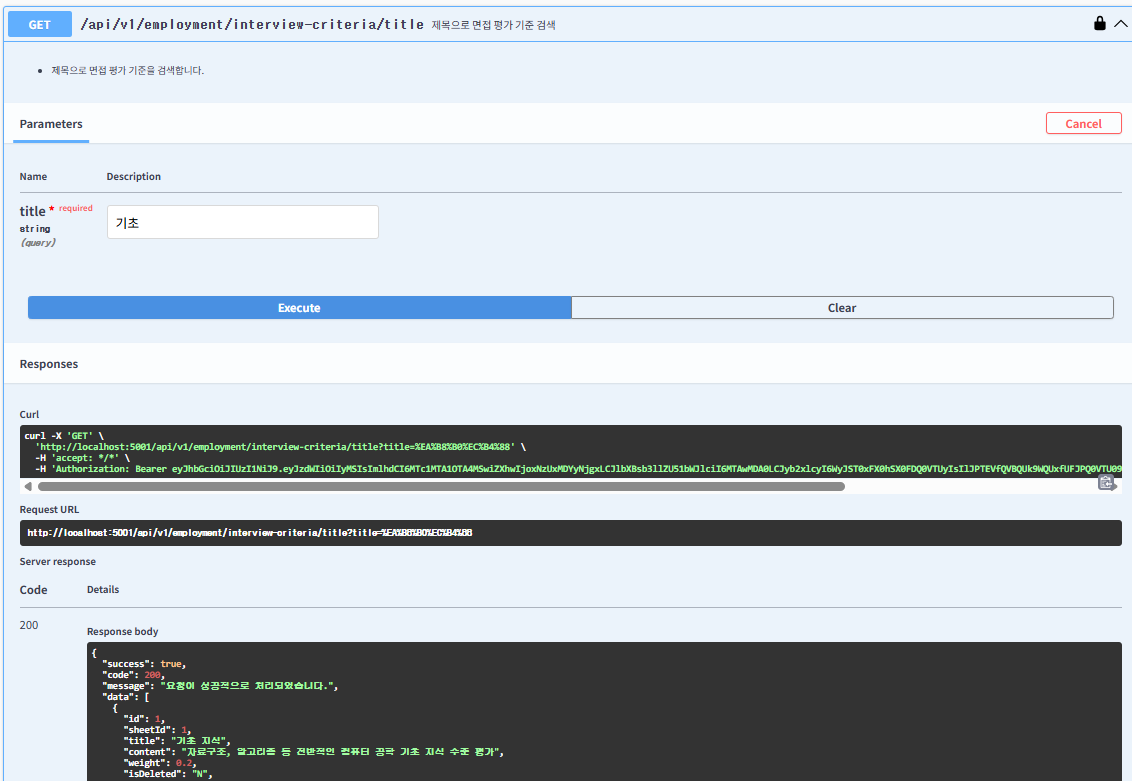 GET /api/v1/employment/interview-criteria/title 제목으로 면접 평가 기준 검색
제목으로 면접 평가 기준을 검색합니다.
Parameters
Cancel
Name Description
title * required
string
(query)
기초
Execute
Clear
Responses
Curl
curl -X 'GET' \
'http://localhost:5001/api/v1/employment/interview-criteria/title?title=%EA%B8%B0%EC%B4%88' \
-H 'accept: */*' \
-H 'Authorization: Bearer
Request URL
http://localhost:5001/api/v1/employment/interview-criteria/title?title=%EA%B8%B0%EC%B4%88
Server response
Code Details
200
Response body
{
"success": true,
"code": 200,
"message": "요청이 성공적으로 처리되었습니다.",
"data": [
{
"id": 1,
"sheetId": 1,
"title": "기초 지식",
"content": "자료구조, 알고리즘 등 전반적인 컴퓨터 공학 기초 지식 수준 평가",
"weight": 0.2,
"isDeleted": "N",